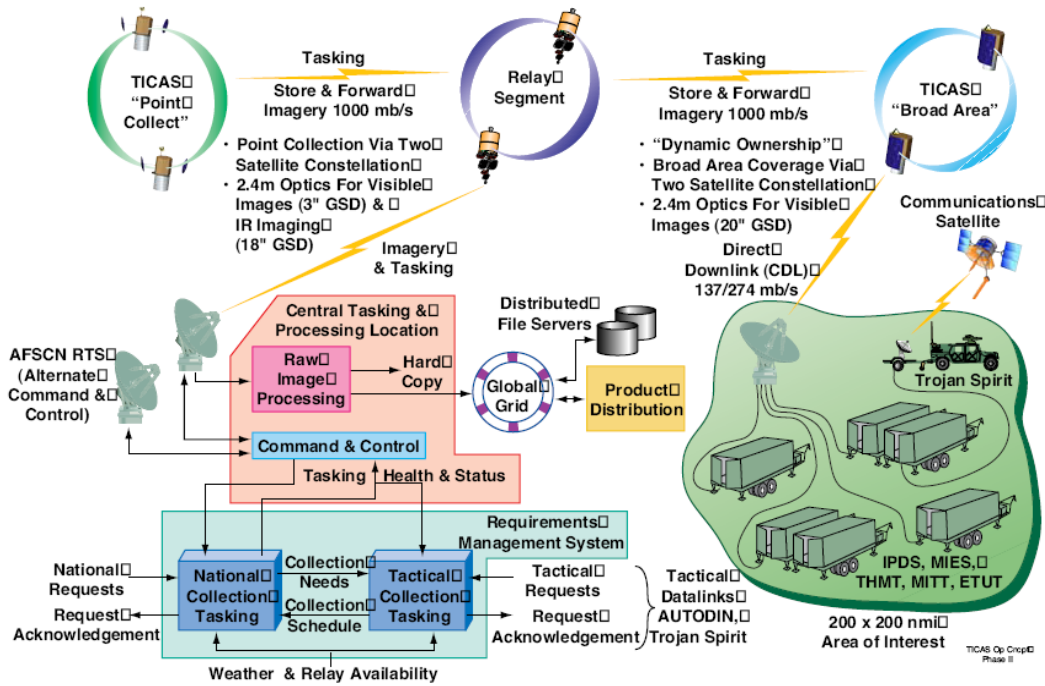 TICAS
“Point
Collect”
Tasking
Store & Forward
Imagery 1000 mb/s
Relay
Segment
Tasking
Store & Forward
Imagery 1000 mb/s
TICAS
“Broad Area”
· Point Collection Via Two
Satellite Constellation
· 2.4m Optics For Visible
Images (3" GSD) &
IR Imaging
(18" GSD)
· “Dynamic Ownership”
· Broad Area Coverage Via
Two Satellite Constellation
· 2.4m Optics For Visible
Images (20" GSD)
Communications
Satellite
Imagery
& Tasking
Direct
Downlink (CDL)
137/274 mb/s
Central Tasking &
Processing Location
Distributed
File Servers
AFSCN RTS
(Alternate
Command &
Control)
Raw
Image
Processing
Hard
Copy
Global
Grid
Product
Distribution
Trojan Spirit
Command & Control
Tasking
Health & Status
Requirements
Management System
National
Requests
Request
Acknowledgement
National
Collection
Tasking
Collection
Needs
Collection
Schedule
Tactical
Collection
Tasking
Tactical
Requests
Request
Acknowledgement
Tactical
Datalinks
AUTODIN,
Trojan Spirit
Weather & Relay Availability
IPDS, MIES,
THMT, MITT, ETUT
200 x 200 nmi
Area of Interest
TICAS Op Cncpt
Phase II